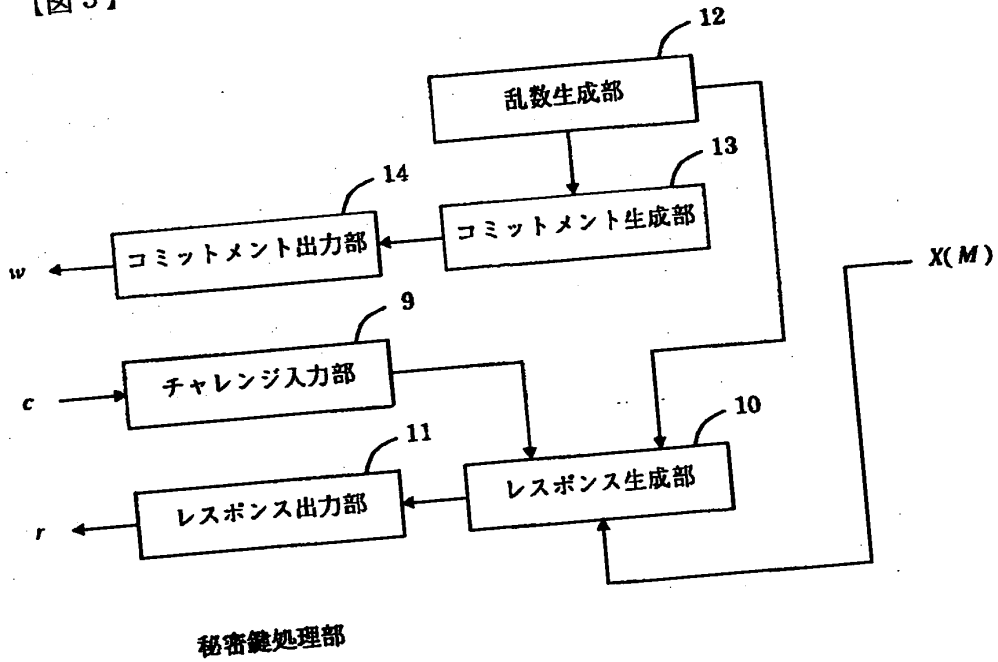 【図5】
12
乱数生成部
13
コミットメント生成部
14
コミットメント出力部
w
X(M)
9
チャレンジ入力部
c
10
レスポンス生成部
11
レスポンス出力部
r
秘密鍵処理部